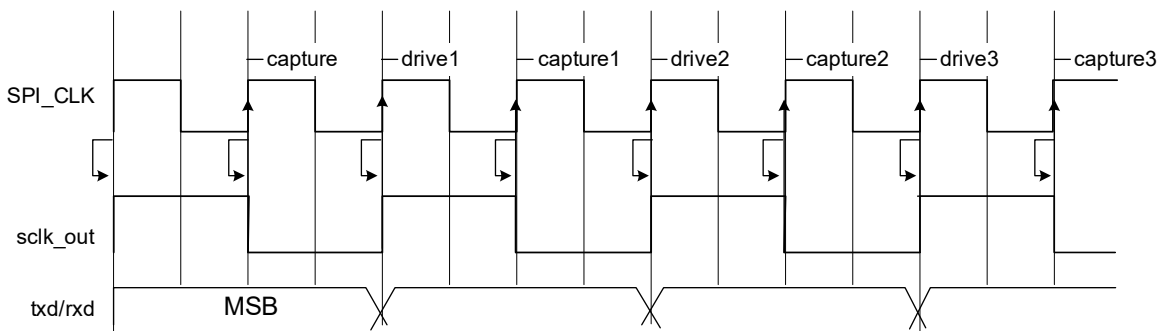 capture drive1 capture1 drive2 capture2 drive3 capture3
SPI_CLK
sclk_out
txd/rxd MSB